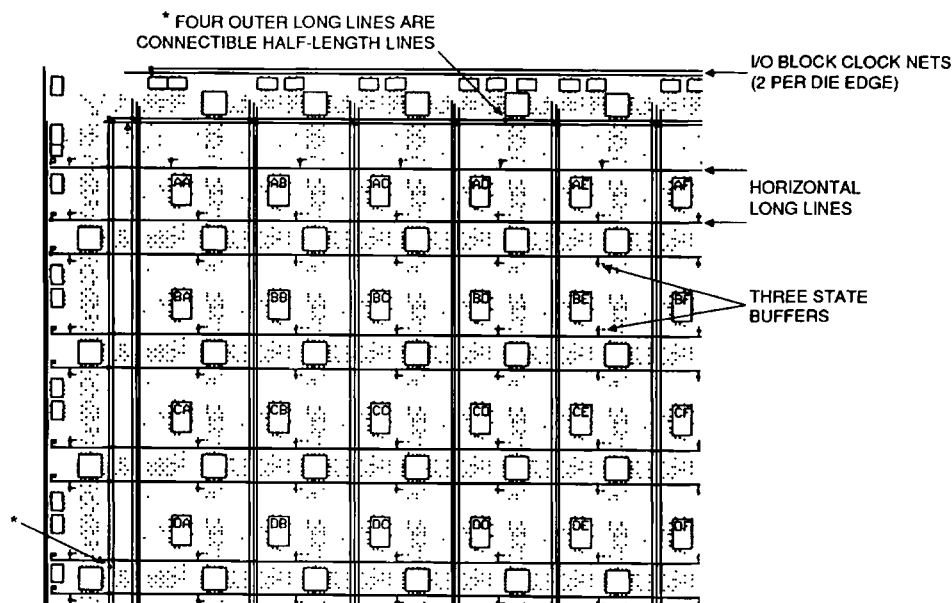 * FOUR OUTER LONG LINES ARE
CONNECTIBLE HALF-LENGTH LINES
I/O BLOCK CLOCK NETS
(2 PER DIE EDGE)
AA AB AC AD AE AF
HORIZONTAL
LONG LINES
BA BB BC BD BE BF
THREE STATE
BUFFERS
CA CB CC CD CE CF
DA DB DC DD DE DF
*